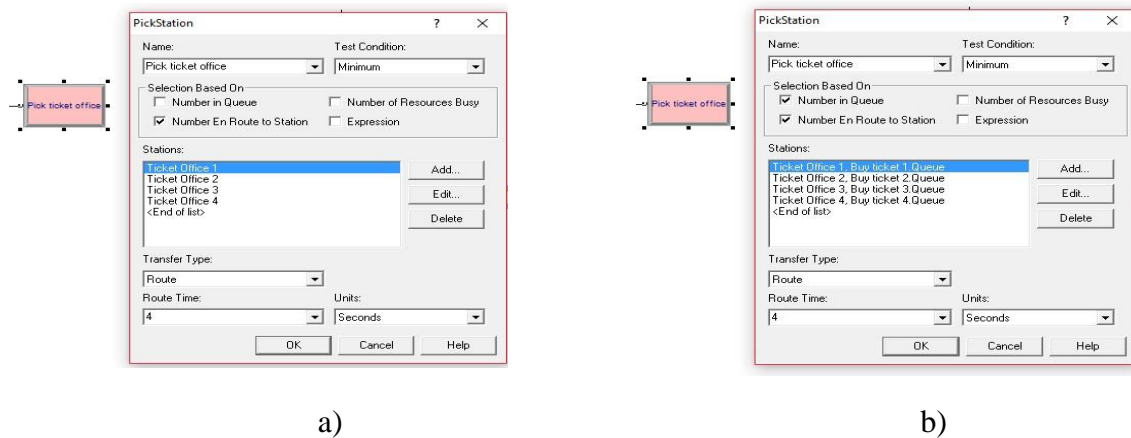 PickStation ? ×
Name: Test Condition:
Pick ticket office Minimum
Selection Based On
Number in Queue Number of Resources Busy
Number En Route to Station Expression
Stations:
Ticket Office 1
Ticket Office 2
Ticket Office 3
Ticket Office 4
<End of list>
Add...
Edit...
Delete
Transfer Type:
Route
Route Time: Units:
4 Seconds
OK Cancel Help
Pick ticket office
a)
PickStation ? ×
Name: Test Condition:
Pick ticket office Minimum
Selection Based On
Number in Queue Number of Resources Busy
Number En Route to Station Expression
Stations:
Ticket Office 1, Buy ticket 1.Queue
Ticket Office 2, Buy ticket 2.Queue
Ticket Office 3, Buy ticket 3.Queue
Ticket Office 4, Buy ticket 4.Queue
<End of list>
Add...
Edit...
Delete
Transfer Type:
Route
Route Time: Units:
4 Seconds
OK Cancel Help
Pick ticket office
b)